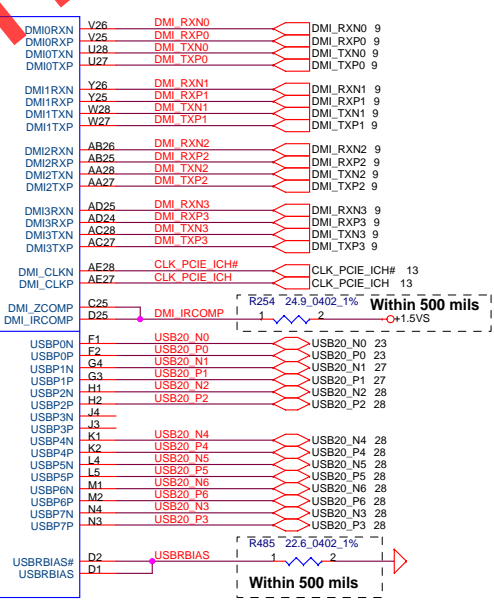 DMI0RXN V26 DMI_RXN0 DMI_RXN0 9
DMI0RXP V25 DMI_RXP0 DMI_RXP0 9
DMI0TXN U28 DMI_TXN0 DMI_TXN0 9
DMI0TXP U27 DMI_TXP0 DMI_TXP0 9
DMI1RXN Y26 DMI_RXN1 DMI_RXN1 9
DMI1RXP Y25 DMI_RXP1 DMI_RXP1 9
DMI1TXN W28 DMI_TXN1 DMI_TXN1 9
DMI1TXP W27 DMI_TXP1 DMI_TXP1 9
DMI2RXN AB26 DMI_RXN2 DMI_RXN2 9
DMI2RXP AB25 DMI_RXP2 DMI_RXP2 9
DMI2TXN AA28 DMI_TXN2 DMI_TXN2 9
DMI2TXP AA27 DMI_TXP2 DMI_TXP2 9
DMI3RXN AD25 DMI_RXN3 DMI_RXN3 9
DMI3RXP AD24 DMI_RXP3 DMI_RXP3 9
DMI3TXN AC28 DMI_TXN3 DMI_TXN3 9
DMI3TXP AC27 DMI_TXP3 DMI_TXP3 9
DMI_CLKN AE28 CLK_PCIE_ICH# CLK_PCIE_ICH# 13
DMI_CLKP AE27 CLK_PCIE_ICH CLK_PCIE_ICH 13
R254 24.9_0402_1% Within 500 mils
DMI_ZCOMP C25
DMI_IRCOMP D25 DMI_IRCOMP 1 2 +1.5VS
USBP0N F1 USB20_N0 USB20_N0 23
USBP0P F2 USB20_P0 USB20_P0 23
USBP1N G4 USB20_N1 USB20_N1 27
USBP1P G3 USB20_P1 USB20_P1 27
USBP2N H1 USB20_N2 USB20_N2 28
USBP2P H2 USB20_P2 USB20_P2 28
USBP3N J4
USBP3P J3
USBP4N K1 USB20_N4 USB20_N4 28
USBP4P K2 USB20_P4 USB20_P4 28
USBP5N L4 USB20_N5 USB20_N5 28
USBP5P L5 USB20_P5 USB20_P5 28
USBP6N M1 USB20_N6 USB20_N6 28
USBP6P M2 USB20_P6 USB20_P6 28
USBP7N N4 USB20_N3 USB20_N3 28
USBP7P N3 USB20_P3 USB20_P3 28
R485 22.6_0402_1%
USBRBIAS# D2 USBRBIAS 1 2
USBRBIAS D1
Within 500 mils